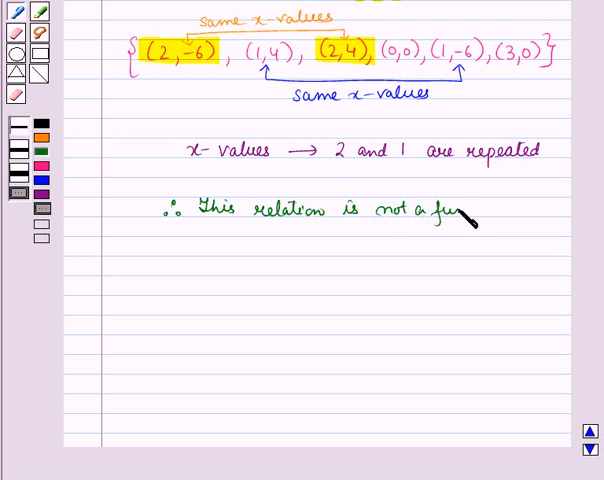 same x-values
{(2,-6), (1,4), (2,4), (0,0), (1,-6), (3,0)}
same x-values
x-values → 2 and 1 are repeated
∴ This relation is not a fu